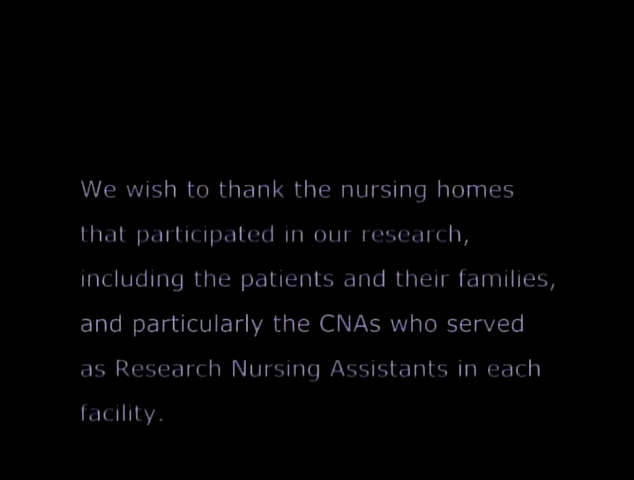 We wish to thank the nursing homes
that participated in our research,
including the patients and their families,
and particularly the CNAs who served
as Research Nursing Assistants in each
facility.